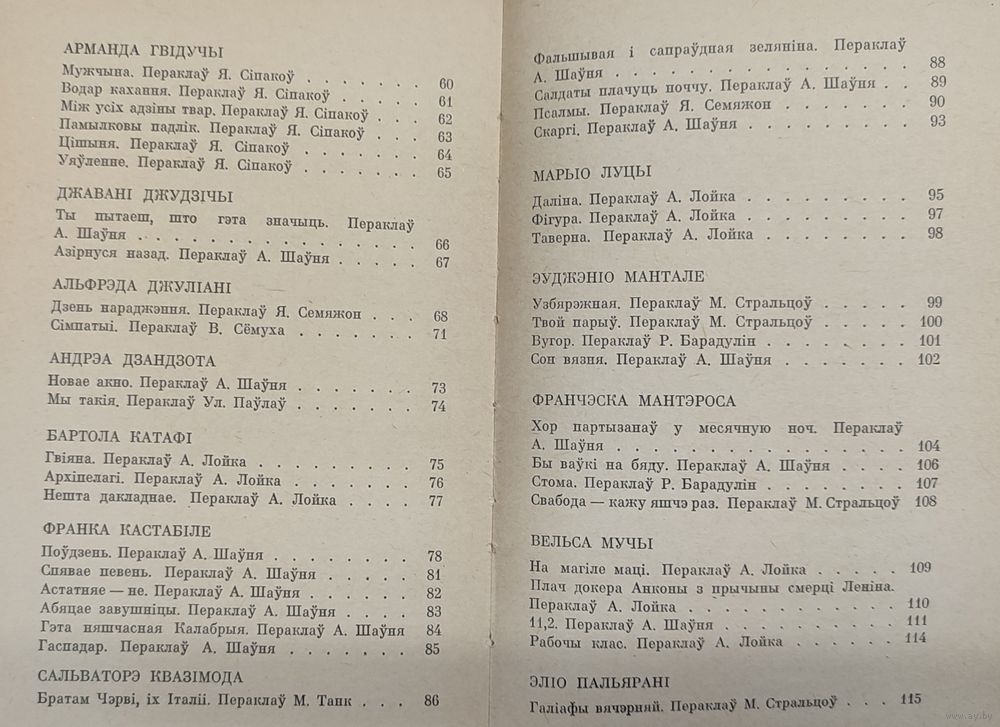 АРМАНДА ГВІДУЧЫ
Мужчына. Пераклаў Я. Сіпакоў . . . . . . 60
Водар кахання. Пераклаў Я. Сіпакоў . . . . 61
Між усіх адзіны твар. Пераклаў Я. Сіпакоў . . . 62
Памылковы падлік. Пераклаў Я. Сіпакоў . . . 63
Цішыня. Пераклаў Я. Сіпакоў . . . . . . 64
Уяўленне. Пераклаў Я. Сіпакоў . . . . . . 65
ДЖАВАНІ ДЖУДЗІЧЫ
Ты пытаеш, што гэта значыць. Пераклаў
А. Шаўня . . . . . . . . . . . . . 66
Азірнуся назад. Пераклаў А. Шаўня . . . . . 67
АЛЬФРЭДА ДЖУЛІАНІ
Дзень нараджэння. Пераклаў Я. Семяжон . . . 68
Сімпатыі. Пераклаў В. Сёмуха . . . . . . 71
АНДРЭА ДЗАНДЗОТА
Новае акно. Пераклаў А. Шаўня . . . . . . 73
Мы такія. Пераклаў Ул. Паўлаў . . . . . . 74
БАРТОЛА КАТАФІ
Гвіяна. Пераклаў А. Лойка . . . . . . . . 75
Архіпелагі. Пераклаў А. Лойка . . . . . . 76
Нешта дакладнае. Пераклаў А. Лойка . . . . 77
ФРАНКА КАСТАБІЛЕ
Поўдзень. Пераклаў А. Шаўня . . . . . . . 78
Спявае певень. Пераклаў А. Шаўня . . . . . 81
Астатняе — не. Пераклаў А. Шаўня . . . . . 82
Абяцае завушніцы. Пераклаў А. Шаўня . . . . 83
Гэта няшчасная Калабрыя. Пераклаў А. Шаўня 84
Гаспадар. Пераклаў А. Шаўня . . . . . . 85
САЛЬВАТОРЭ КВАЗІМОДА
Братам Чэрві, іх Італіі. Пераклаў М. Танк . . . 86
Фальшывая і сапраўдная зеляніна. Пераклаў
А. Шаўня . . . . . . . . . . . . . 88
Салдаты плачуць поччу. Пераклаў А. Шаўня . . 89
Псалмы. Пераклаў Я. Семяжон . . . . . . 90
Скаргі. Пераклаў А. Шаўня . . . . . . . 93
МАРЫО ЛУЦЫ
Даліна. Пераклаў А. Лойка . . . . . . . 95
Фігура. Пераклаў А. Лойка . . . . . . . 97
Таверна. Пераклаў А. Лойка . . . . . . . 98
ЭУДЖЭНІО МАНТАЛЕ
Узбярэжная. Пераклаў М. Стральцоў . . . . . 99
Твой парыў. Пераклаў М. Стральцоў . . . . . 100
Вугор. Пераклаў Р. Барадулін . . . . . . . 101
Сон вязня. Пераклаў А. Шаўня . . . . . . 102
ФРАНЧЭСКА МАНТЭРОСА
Хор партызанаў у месячную ноч. Пераклаў
А. Шаўня . . . . . . . . . . . . . 104
Бы ваўкі на бяду. Пераклаў А. Шаўня . . . . 106
Стома. Пераклаў Р. Барадулін . . . . . . . 107
Свабода — кажу яшчэ раз. Пераклаў М. Стральцоў 108
ВЕЛЬСА МУЧЫ
На магіле маці. Пераклаў А. Лойка . . . . . 109
Плач докера Анконы з прычыны смерці Леніна.
Пераклаў А. Лойка . . . . . . . . . . 110
11,2. Пераклаў А. Шаўня . . . . . . . . 111
Рабочы клас. Пераклаў А. Лойка . . . . . . 114
ЭЛІО ПАЛЬЯРАНІ
Галіафы вячэрняй. Пераклаў М. Стральцоў . . . 115
www.ay.by